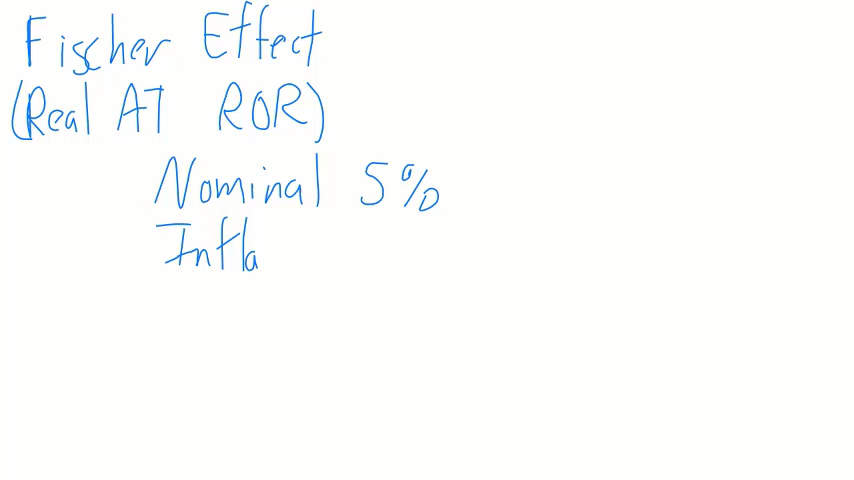 Fischer Effect
(Real AT ROR)
Nominal 5%
Infla